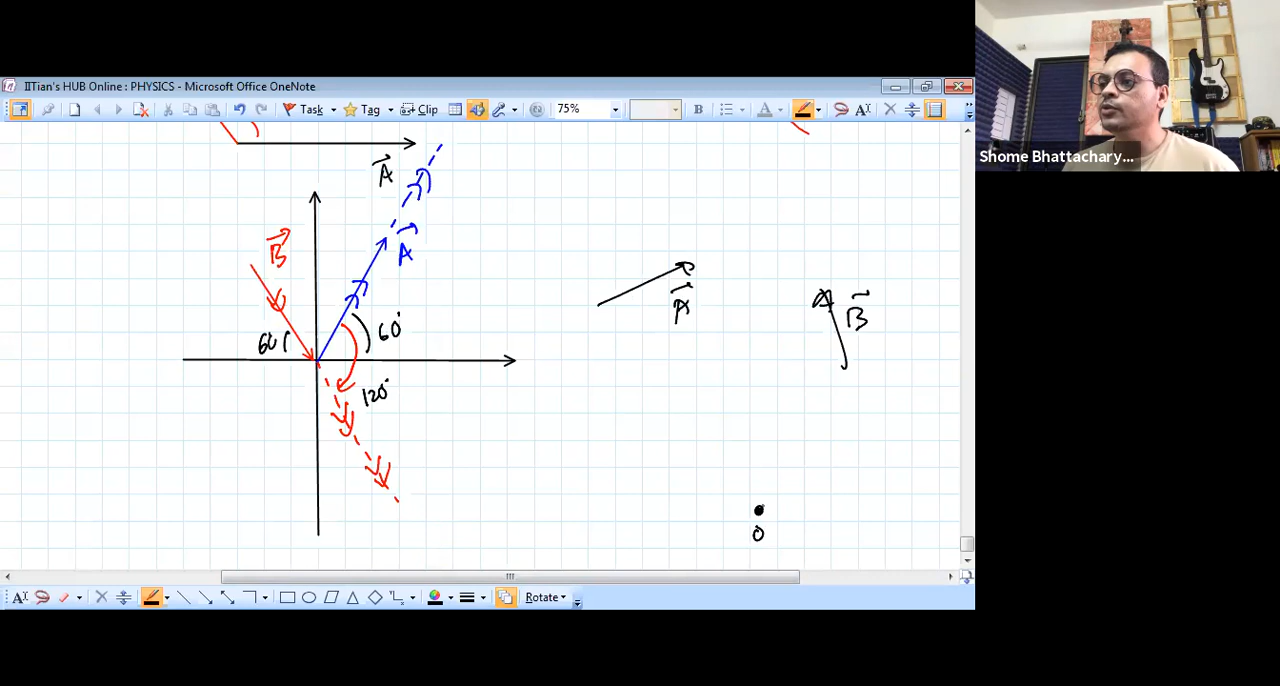 IITian's HUB Online : PHYSICS - Microsoft Office OneNote
Task Tag Clip 75% B A A
Shome Bhattachary...
A
B
A
60°
60
120°
A
B
O
A Rotate